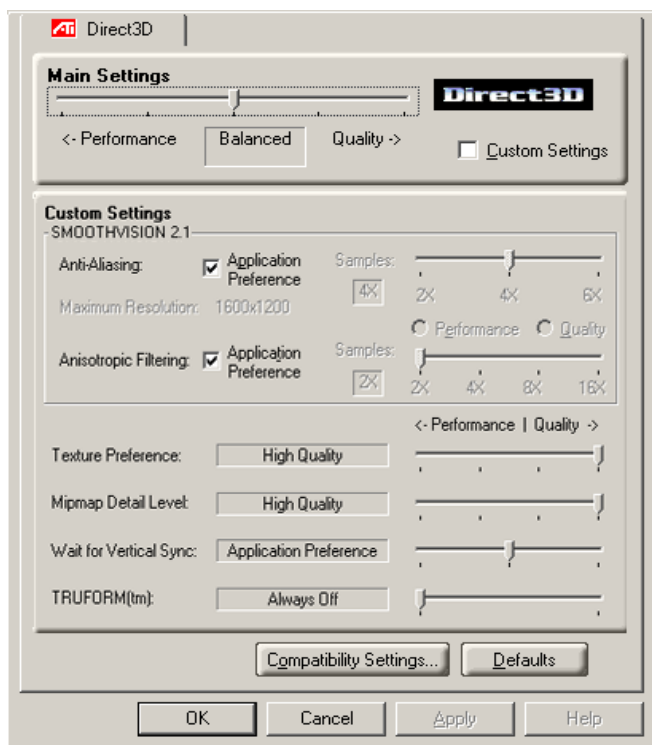 ATI Direct3D
Main Settings
Direct3D
<- Performance Balanced Quality ->
Custom Settings
Custom Settings
SMOOTHVISION 2.1
Anti-Aliasing: Application Preference Samples: 4X 2X 4X 6X
Maximum Resolution: 1600x1200
Performance Quality
Anisotropic Filtering: Application Preference Samples: 2X 2X 4X 8X 16X
<- Performance | Quality ->
Texture Preference: High Quality
Mipmap Detail Level: High Quality
Wait for Vertical Sync: Application Preference
TRUFORM(tm): Always Off
Compatibility Settings... Defaults
OK Cancel Apply Help